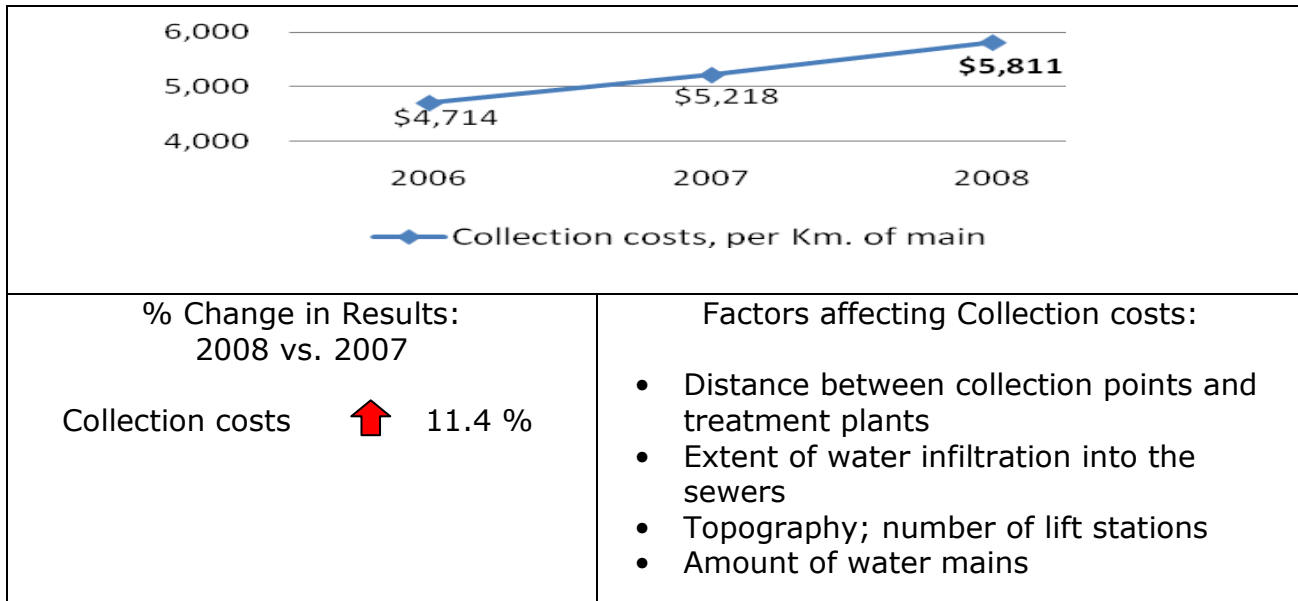 6,000
5,000
4,000
$4,714
$5,218
$5,811
2006 2007 2008
Collection costs, per Km. of main
% Change in Results:
2008 vs. 2007
Collection costs 11.4 %
Factors affecting Collection costs:
• Distance between collection points and
treatment plants
• Extent of water infiltration into the
sewers
• Topography; number of lift stations
• Amount of water mains